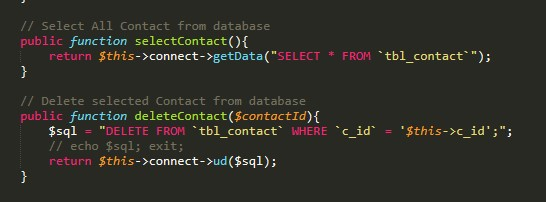 // Select All Contact from database
public function selectContact(){
return $this->connect->getData("SELECT * FROM `tbl_contact`");
}
// Delete selected Contact from database
public function deleteContact($contactId){
$sql = "DELETE FROM `tbl_contact` WHERE `c_id` = '$this->c_id';";
// echo $sql; exit;
return $this->connect->ud($sql);
}